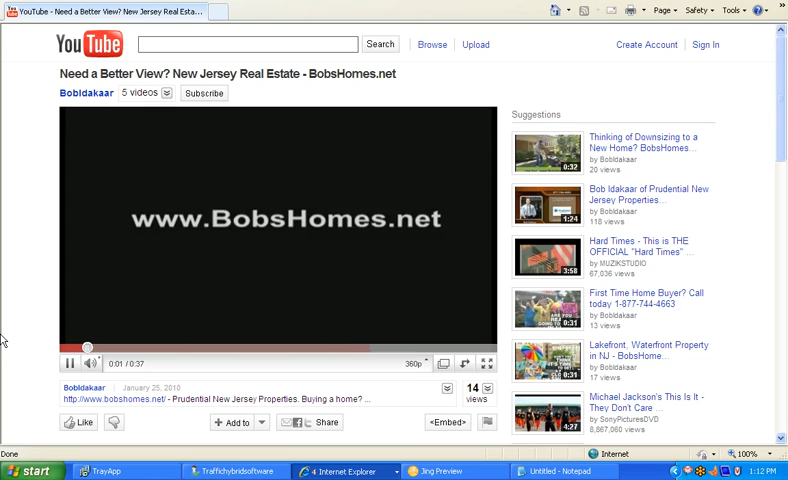 YouTube - Need a Better View? New Jersey Real Esta...
Page
Safety
Tools
You Tube
Search
Browse
Upload
Create Account
Sign In
Need a Better View? New Jersey Real Estate - BobsHomes.net
BobIdakaar
5 videos
Subscribe
www.BobsHomes.net
0:01 / 0:37
360p
BobIdakaar
January 25, 2010
http://www.bobshomes.net/ - Prudential New Jersey Properties. Buying a home? ...
14
views
Like
Add to
Share
<Embed>
Suggestions
0:32
Thinking of Downsizing to a
New Home? BobsHomes...
by BobIdakaar
20 views
1:24
Bob Idakaar of Prudential New
Jersey Properties...
by BobIdakaar
118 views
3:58
Hard Times - This is THE
OFFICIAL "Hard Times" ...
by MUZIKSTUDIO
67,036 views
0:31
First Time Home Buyer? Call
today 1-877-744-4663
by BobIdakaar
13 views
0:31
Lakefront, Waterfront Property
in NJ - BobsHome...
by BobIdakaar
17 views
4:27
Michael Jackson's This Is It -
They Don't Care ...
by SonyPicturesDVD
8,867,060 views
Done
Internet
100%
start
TrayApp
Traffichybridsoftware
4 Internet Explorer
Jing Preview
Untitled - Notepad
1:12 PM